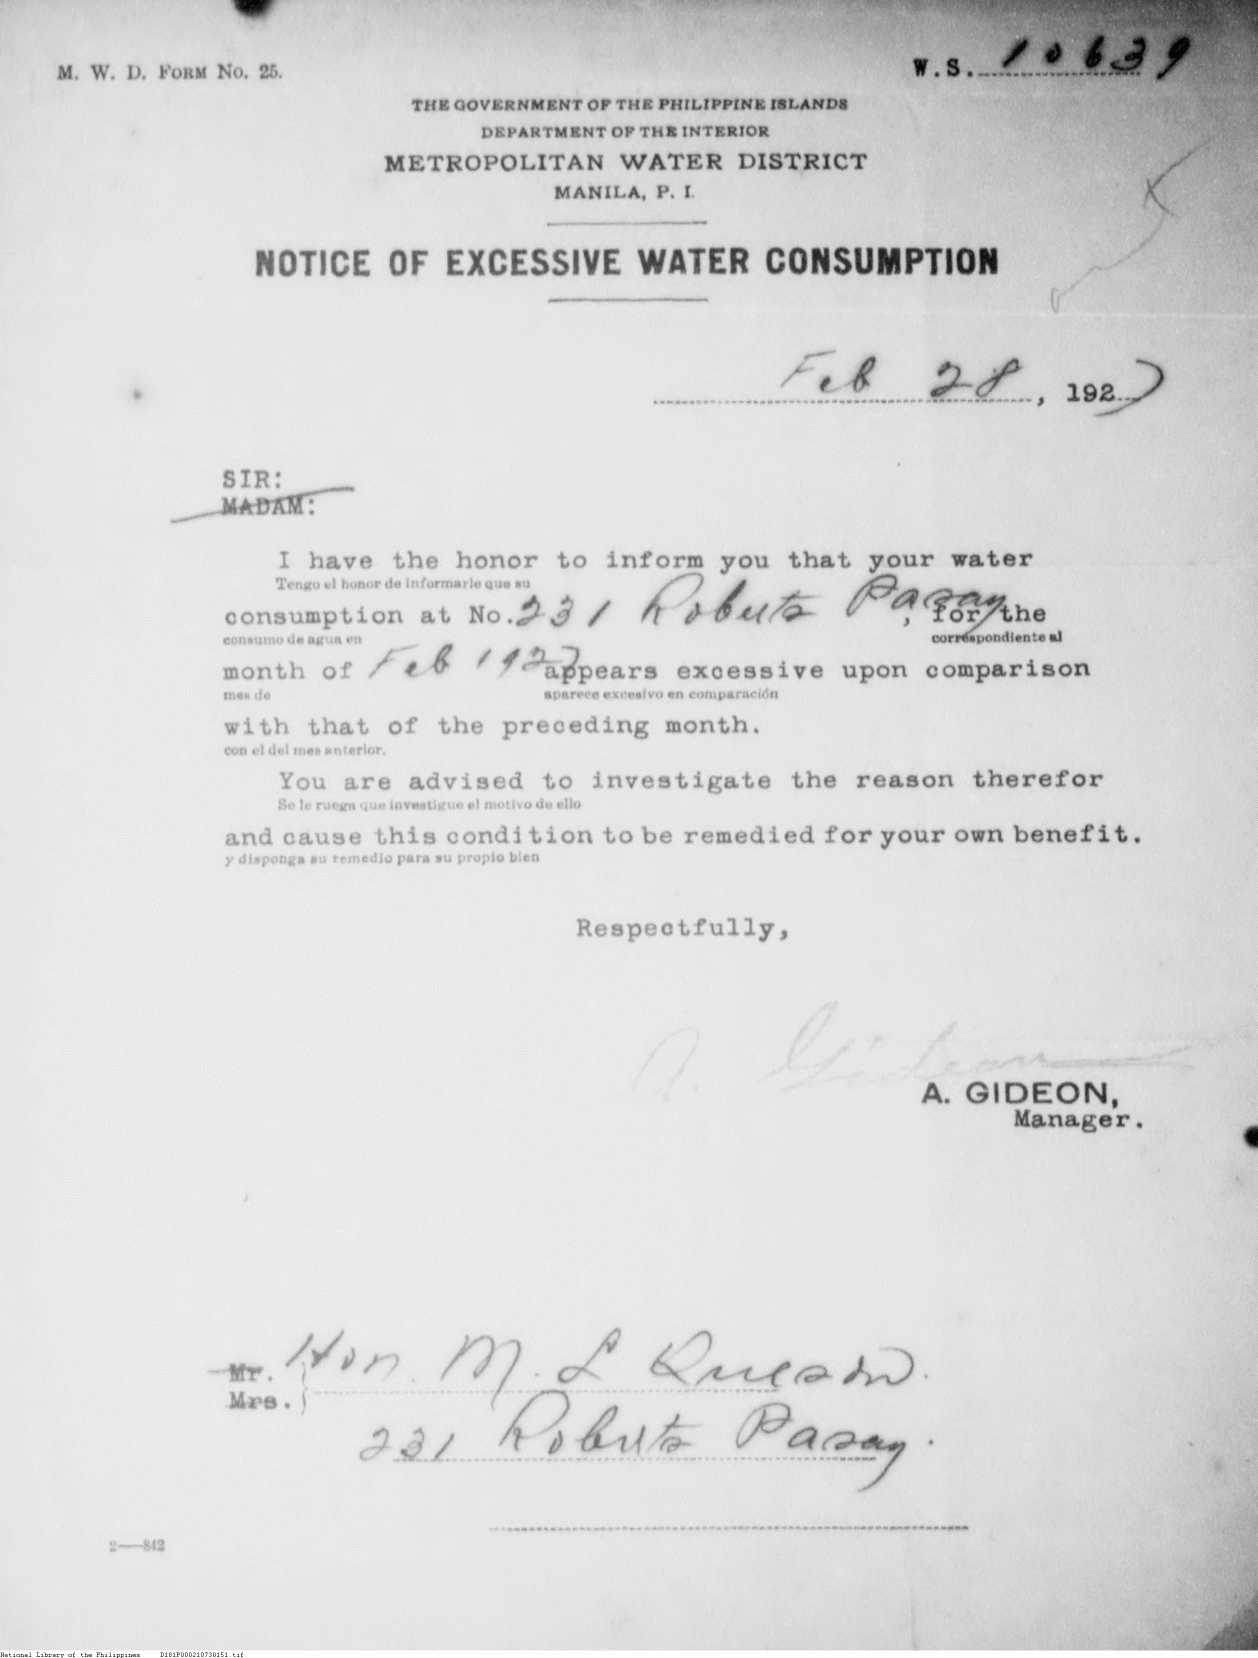 M. W. D. FORM NO. 25.
W.S. 10639
THE GOVERNMENT OF THE PHILIPPINE ISLANDS
DEPARTMENT OF THE INTERIOR
METROPOLITAN WATER DISTRICT
MANILA, P. I.
NOTICE OF EXCESSIVE WATER CONSUMPTION
Feb 28, 1927
SIR:
MADAM:
I have the honor to inform you that your water
Tengo el honor de informarle que su
consumption at No. 231 Roberts Pasay, for the
consumo de agua en correspondiente al
month of Feb 1927 appears excessive upon comparison
mes de aparece excesivo en comparación
with that of the preceding month.
con el del mes anterior.
You are advised to investigate the reason therefor
Se le ruega que investigue el motivo de ello
and cause this condition to be remedied for your own benefit.
y disponga su remedio para su propio bien
Respectfully,
A. Gideon
A. GIDEON,
Manager.
Mr. Hon. M. L Quezon.
Mrs.
231 Roberts Pasay.
2—842
National Library of the Philippines D181P000210730151.tif